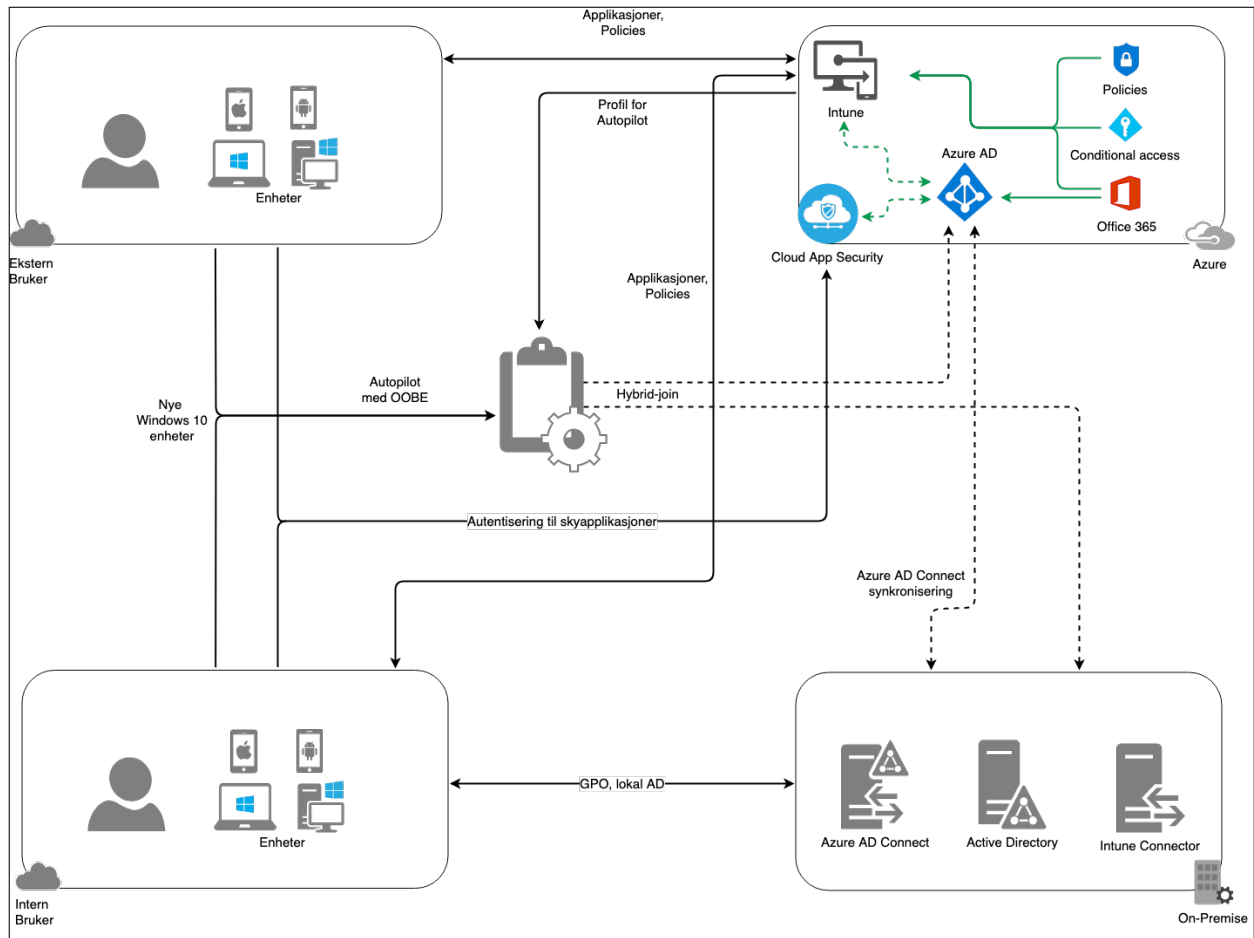 Applikasjoner,
Policies
Profil for
Autopilot
Intune
Policies
Conditional access
Azure AD
Office 365
Cloud App Security
Azure
Enheter
Ekstern
Bruker
Applikasjoner,
Policies
Autopilot
med OOBE
Nye
Windows 10
enheter
Hybrid-join
Autentisering til skyapplikasjoner
Azure AD Connect
synkronisering
GPO, lokal AD
Enheter
Intern
Bruker
Azure AD Connect
Active Directory
Intune Connector
On-Premise